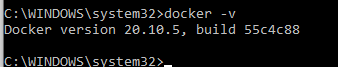 C:\WINDOWS\system32>docker -v
Docker version 20.10.5, build 55c4c88
C:\WINDOWS\system32>_